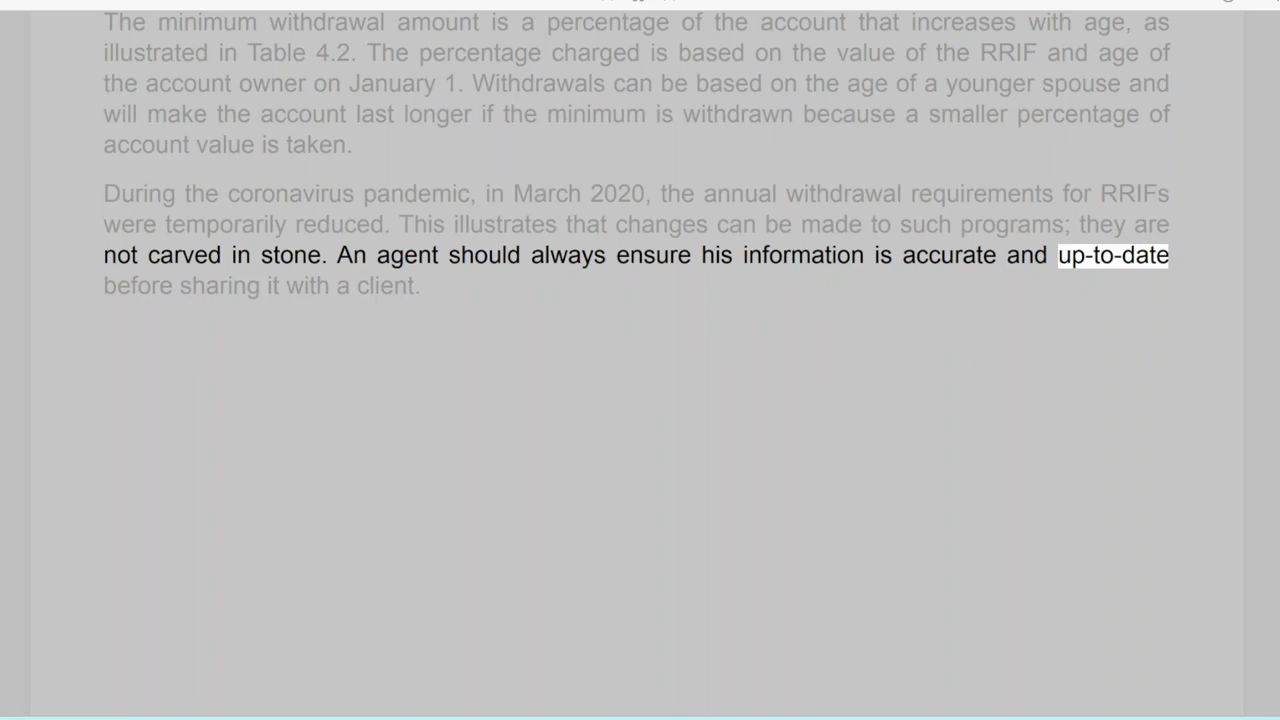 The minimum withdrawal amount is a percentage of the account that increases with age, as
illustrated in Table 4.2. The percentage charged is based on the value of the RRIF and age of
the account owner on January 1. Withdrawals can be based on the age of a younger spouse and
will make the account last longer if the minimum is withdrawn because a smaller percentage of
account value is taken.
During the coronavirus pandemic, in March 2020, the annual withdrawal requirements for RRIFs
were temporarily reduced. This illustrates that changes can be made to such programs; they are
not carved in stone. An agent should always ensure his information is accurate and up-to-date
before sharing it with a client.